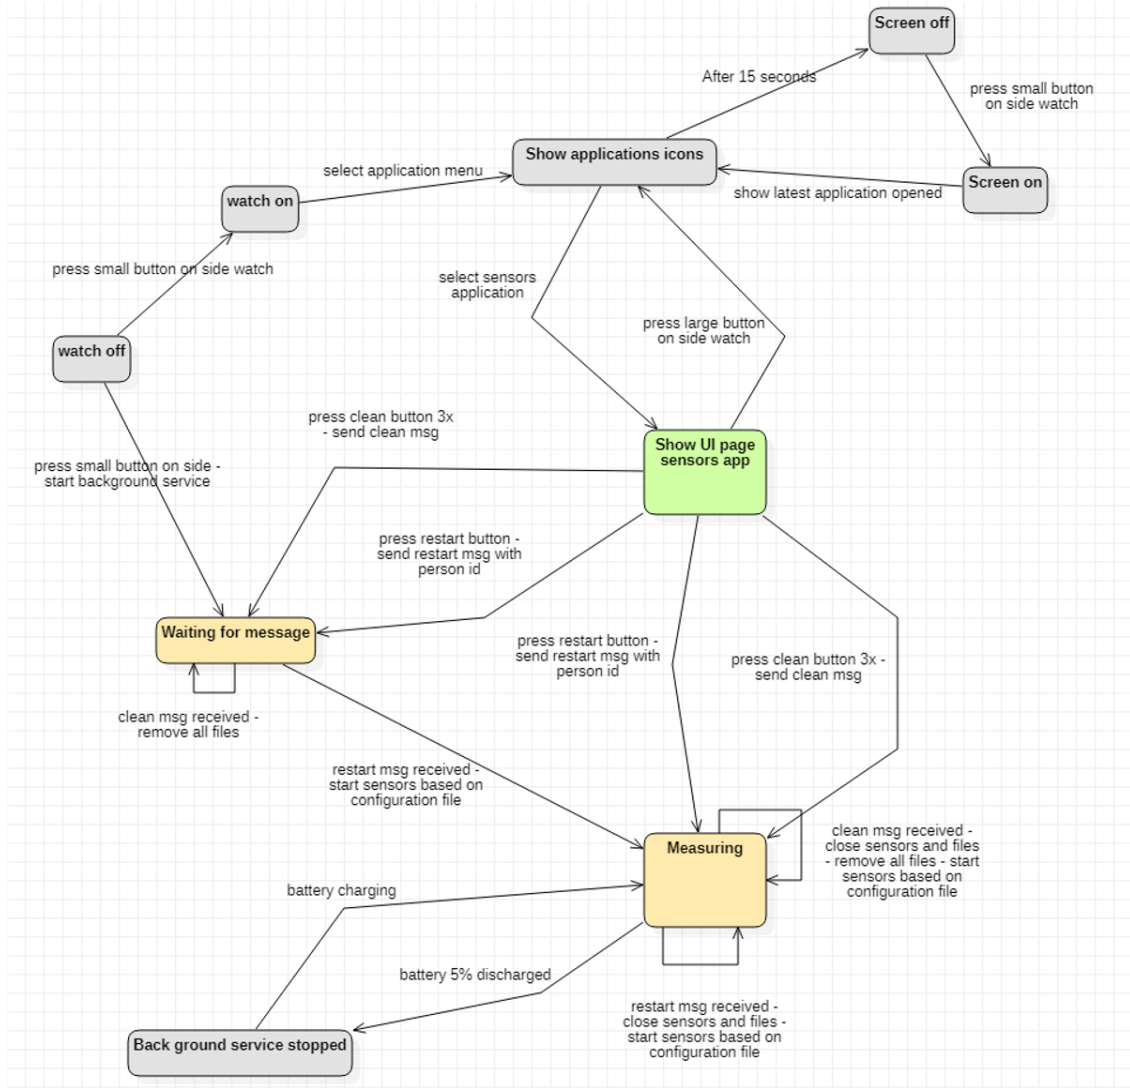 Screen off
After 15 seconds
press small button
on side watch
Show applications icons
select application menu
Screen on
show latest application opened
watch on
press small button on side watch
select sensors
application
press large button
on side watch
watch off
press clean button 3x
- send clean msg
Show UI page
sensors app
press small button on side -
start background service
press restart button -
send restart msg with
person id
Waiting for message
press restart button -
send restart msg with
person id
press clean button 3x -
send clean msg
clean msg received -
remove all files
restart msg received -
start sensors based on
configuration file
Measuring
clean msg received -
close sensors and files
- remove all files - start
sensors based on
configuration file
battery charging
battery 5% discharged
restart msg received -
close sensors and files -
start sensors based on
configuration file
Back ground service stopped